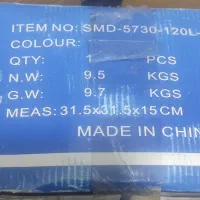 ITEM NO: SMD-5730-120L-
COLOUR:
QTY: 1 PCS
N.W: 9.5 KGS
G.W: 9.7 KGS
MEAS: 31.5x31.5x15CM
MADE IN CHIN